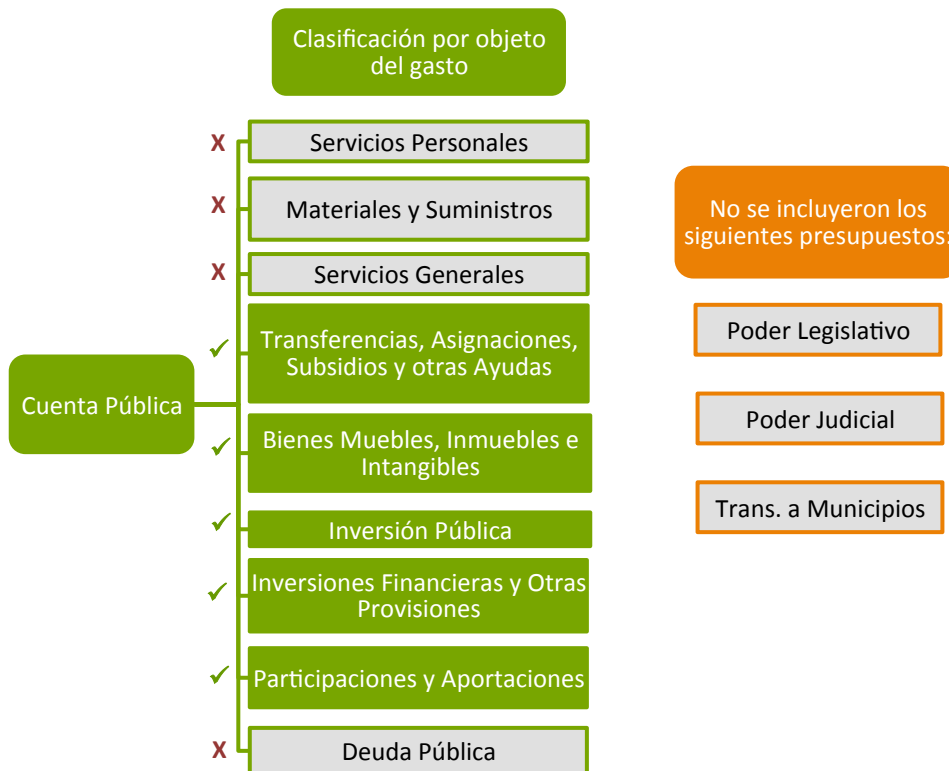 Clasificación por objeto
del gasto
X
Servicios Personales
X
Materiales y Suministros
X
Servicios Generales
✓
Transferencias, Asignaciones,
Subsidios y otras Ayudas
Cuenta Pública
✓
Bienes Muebles, Inmuebles e
Intangibles
✓
Inversión Pública
✓
Inversiones Financieras y Otras
Provisiones
✓
Participaciones y Aportaciones
X
Deuda Pública
No se incluyeron los
siguientes presupuestos:
Poder Legislativo
Poder Judicial
Trans. a Municipios